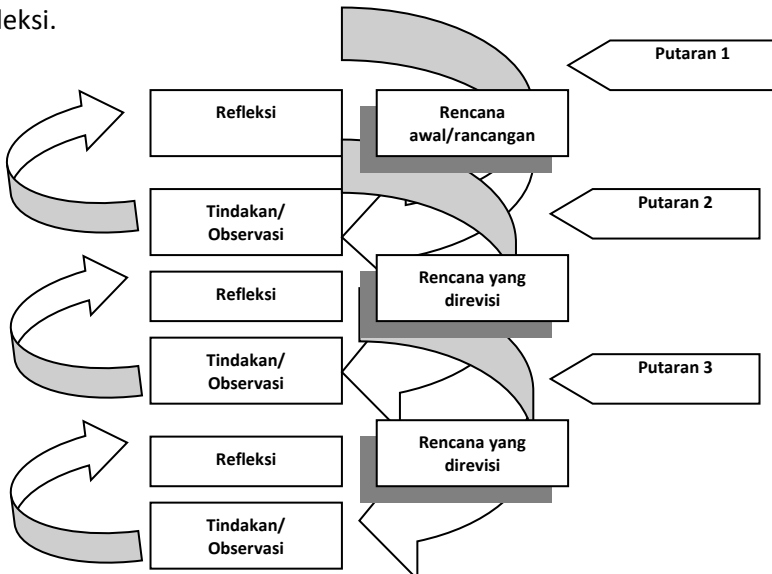 leksi.
Putaran 1
Refleksi
Rencana
awal/rancangan
Putaran 2
Tindakan/
Observasi
Rencana yang
direvisi
Refleksi
Putaran 3
Tindakan/
Observasi
Rencana yang
direvisi
Refleksi
Tindakan/
Observasi